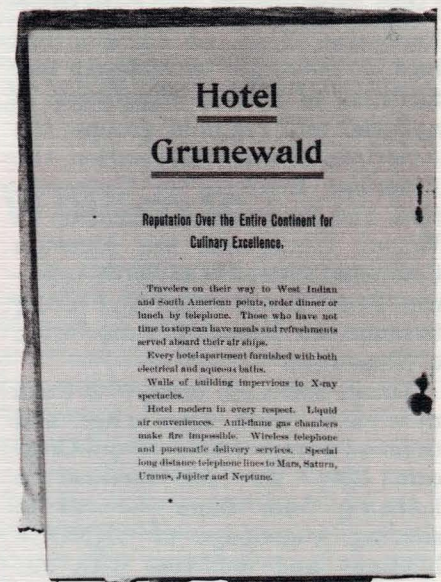 Hotel
Grunewald
Reputation Over the Entire Continent for
Culinary Excellence.
Travelers on their way to West Indian
and South American points, order dinner or
lunch by telephone. Those who have not
time to stop can have meals and refreshments
served aboard their air ships.
Every hotel apartment furnished with both
electrical and aqueous baths.
Walls of building impervious to X-ray
spectacles.
Hotel modern in every respect. Liquid
air conveniences. Anti-flame gas chambers
make fire impossible. Wireless telephone
and pneumatic delivery services. Special
long distance telephone lines to Mars, Saturn,
Uranus, Jupiter and Neptune.